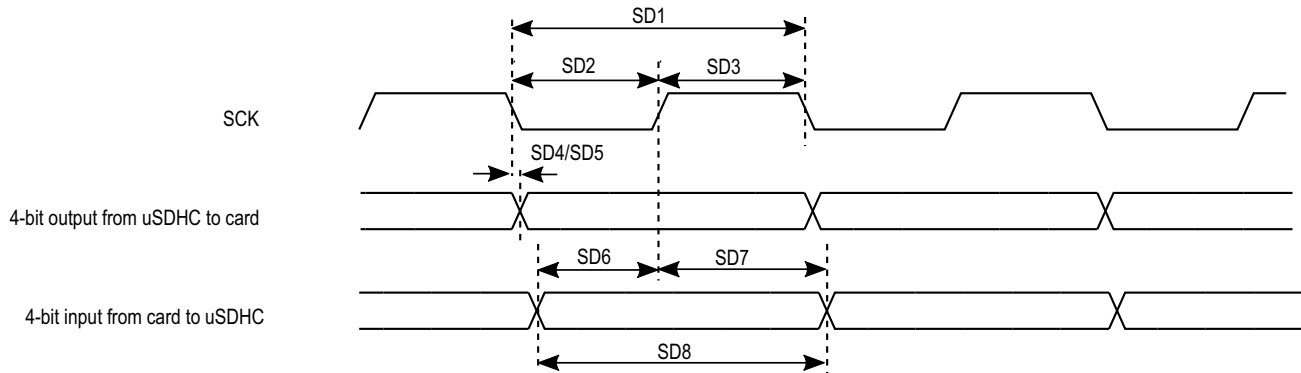 SD1
SD2
SD3
SCK
SD4/SD5
4-bit output from uSDHC to card
SD6
SD7
4-bit input from card to uSDHC
SD8